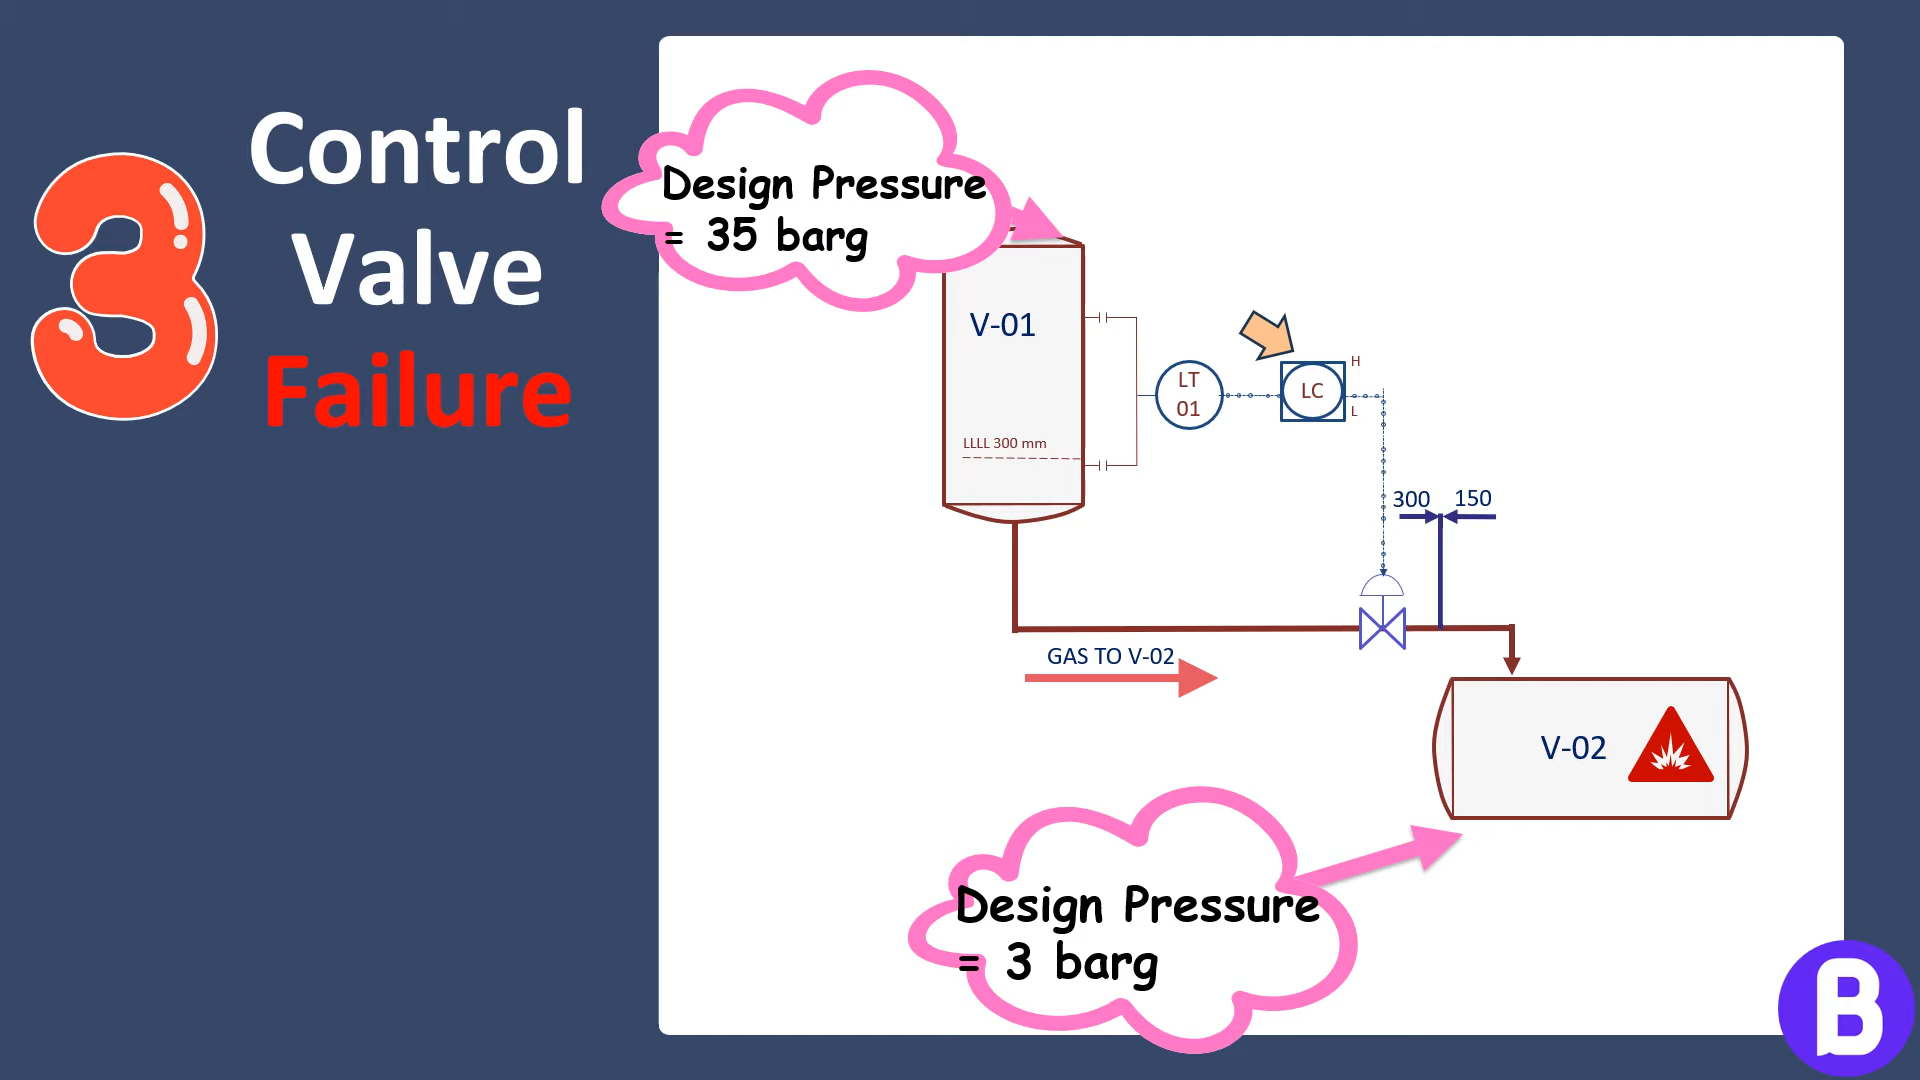 3
Control
Valve
Failure
Design Pressure
= 35 barg
V-01
LT
01
LC
H
L
LLLL 300 mm
300
150
GAS TO V-02
V-02
Design Pressure
= 3 barg
B